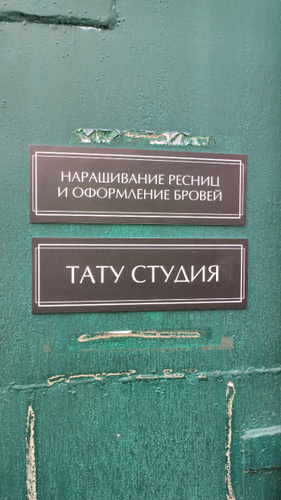 НАРАЩИВАНИЕ РЕСНИЦ
И ОФОРМЛЕНИЕ БРОВЕЙ
ТАТУ СТУДИЯ